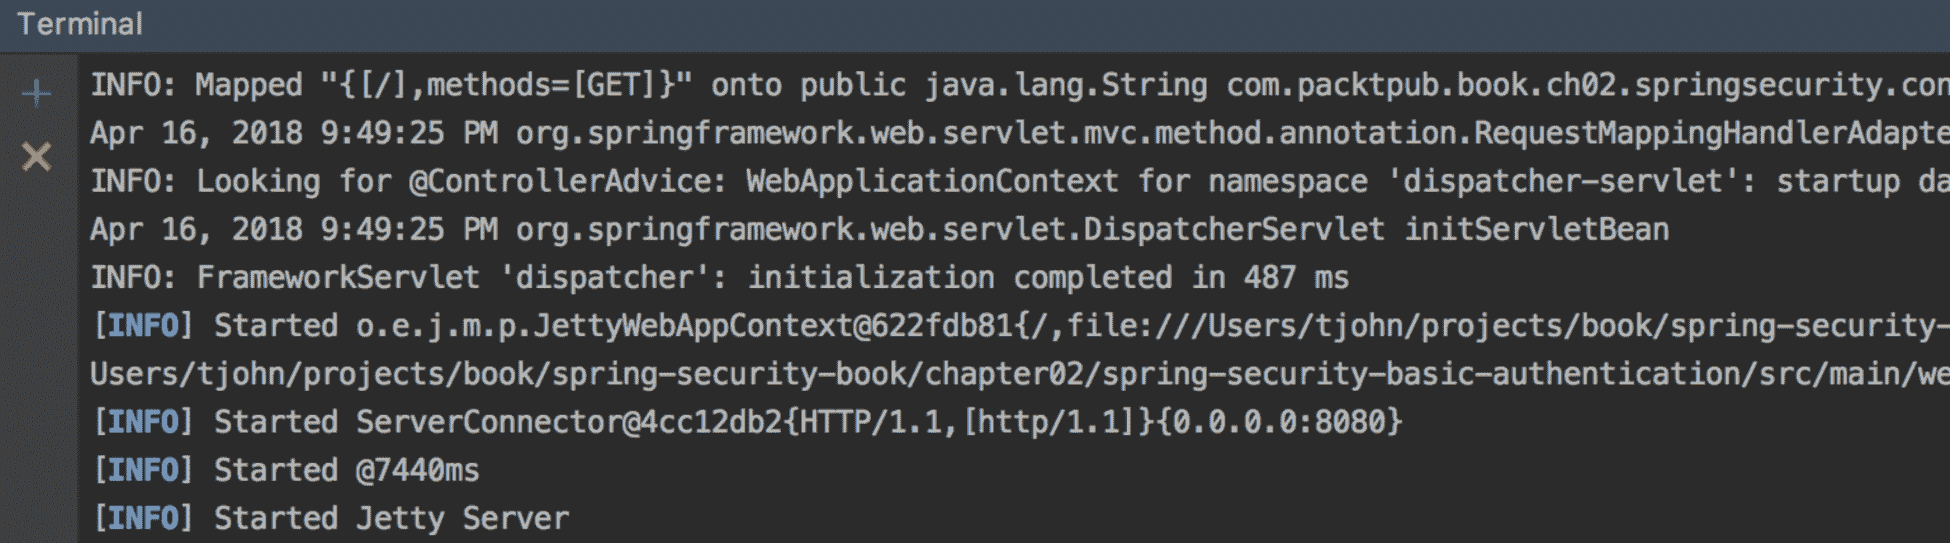 Terminal
INFO: Mapped "{[/],methods=[GET]}" onto public java.lang.String com.packtpub.book.ch02.springsecurity.con
Apr 16, 2018 9:49:25 PM org.springframework.web.servlet.mvc.method.annotation.RequestMappingHandlerAdapte
INFO: Looking for @ControllerAdvice: WebApplicationContext for namespace 'dispatcher-servlet': startup da
Apr 16, 2018 9:49:25 PM org.springframework.web.servlet.DispatcherServlet initServletBean
INFO: FrameworkServlet 'dispatcher': initialization completed in 487 ms
[INFO] Started o.e.j.m.p.JettyWebAppContext@622fdb81{/,file:///Users/tjohn/projects/book/spring-security-
Users/tjohn/projects/book/spring-security-book/chapter02/spring-security-basic-authentication/src/main/we
[INFO] Started ServerConnector@4cc12db2{HTTP/1.1,[http/1.1]}{0.0.0.0:8080}
[INFO] Started @7440ms
[INFO] Started Jetty Server